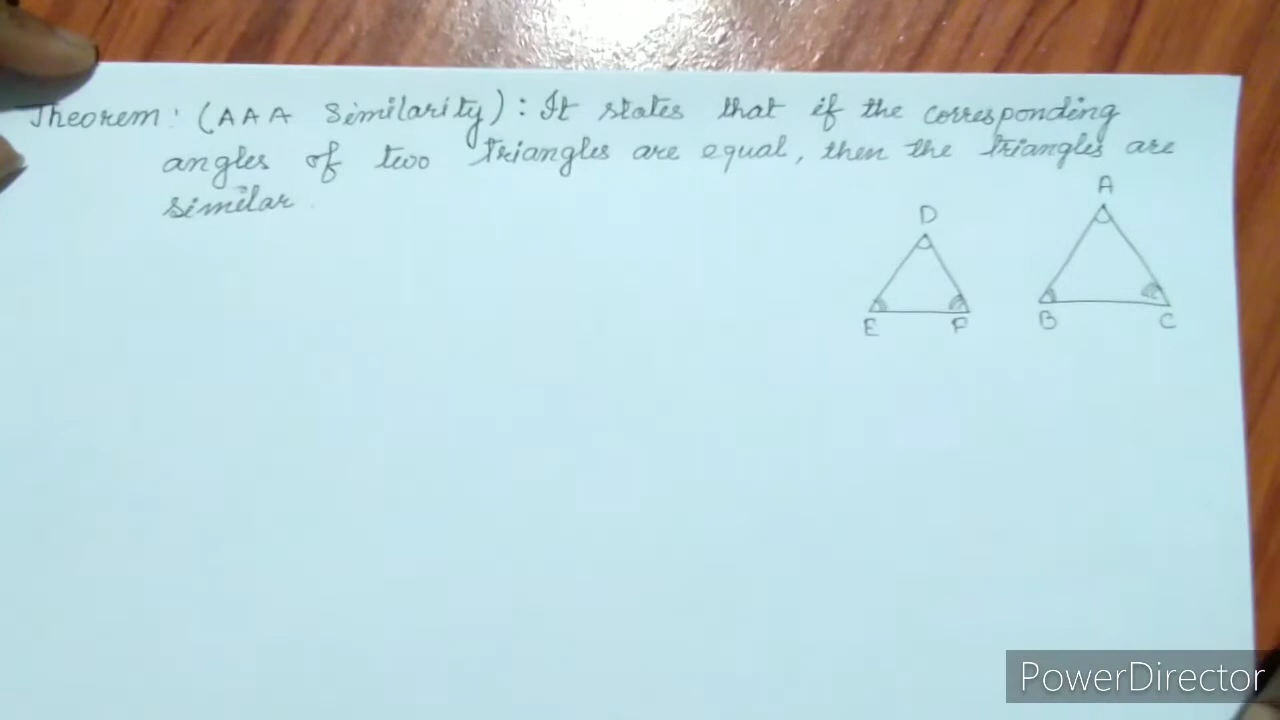 Theorem: (AAA Similarity): It states that if the corresponding
angles of two triangles are equal, then the triangles are
similar.
D
A
E
F
B
C
PowerDirector